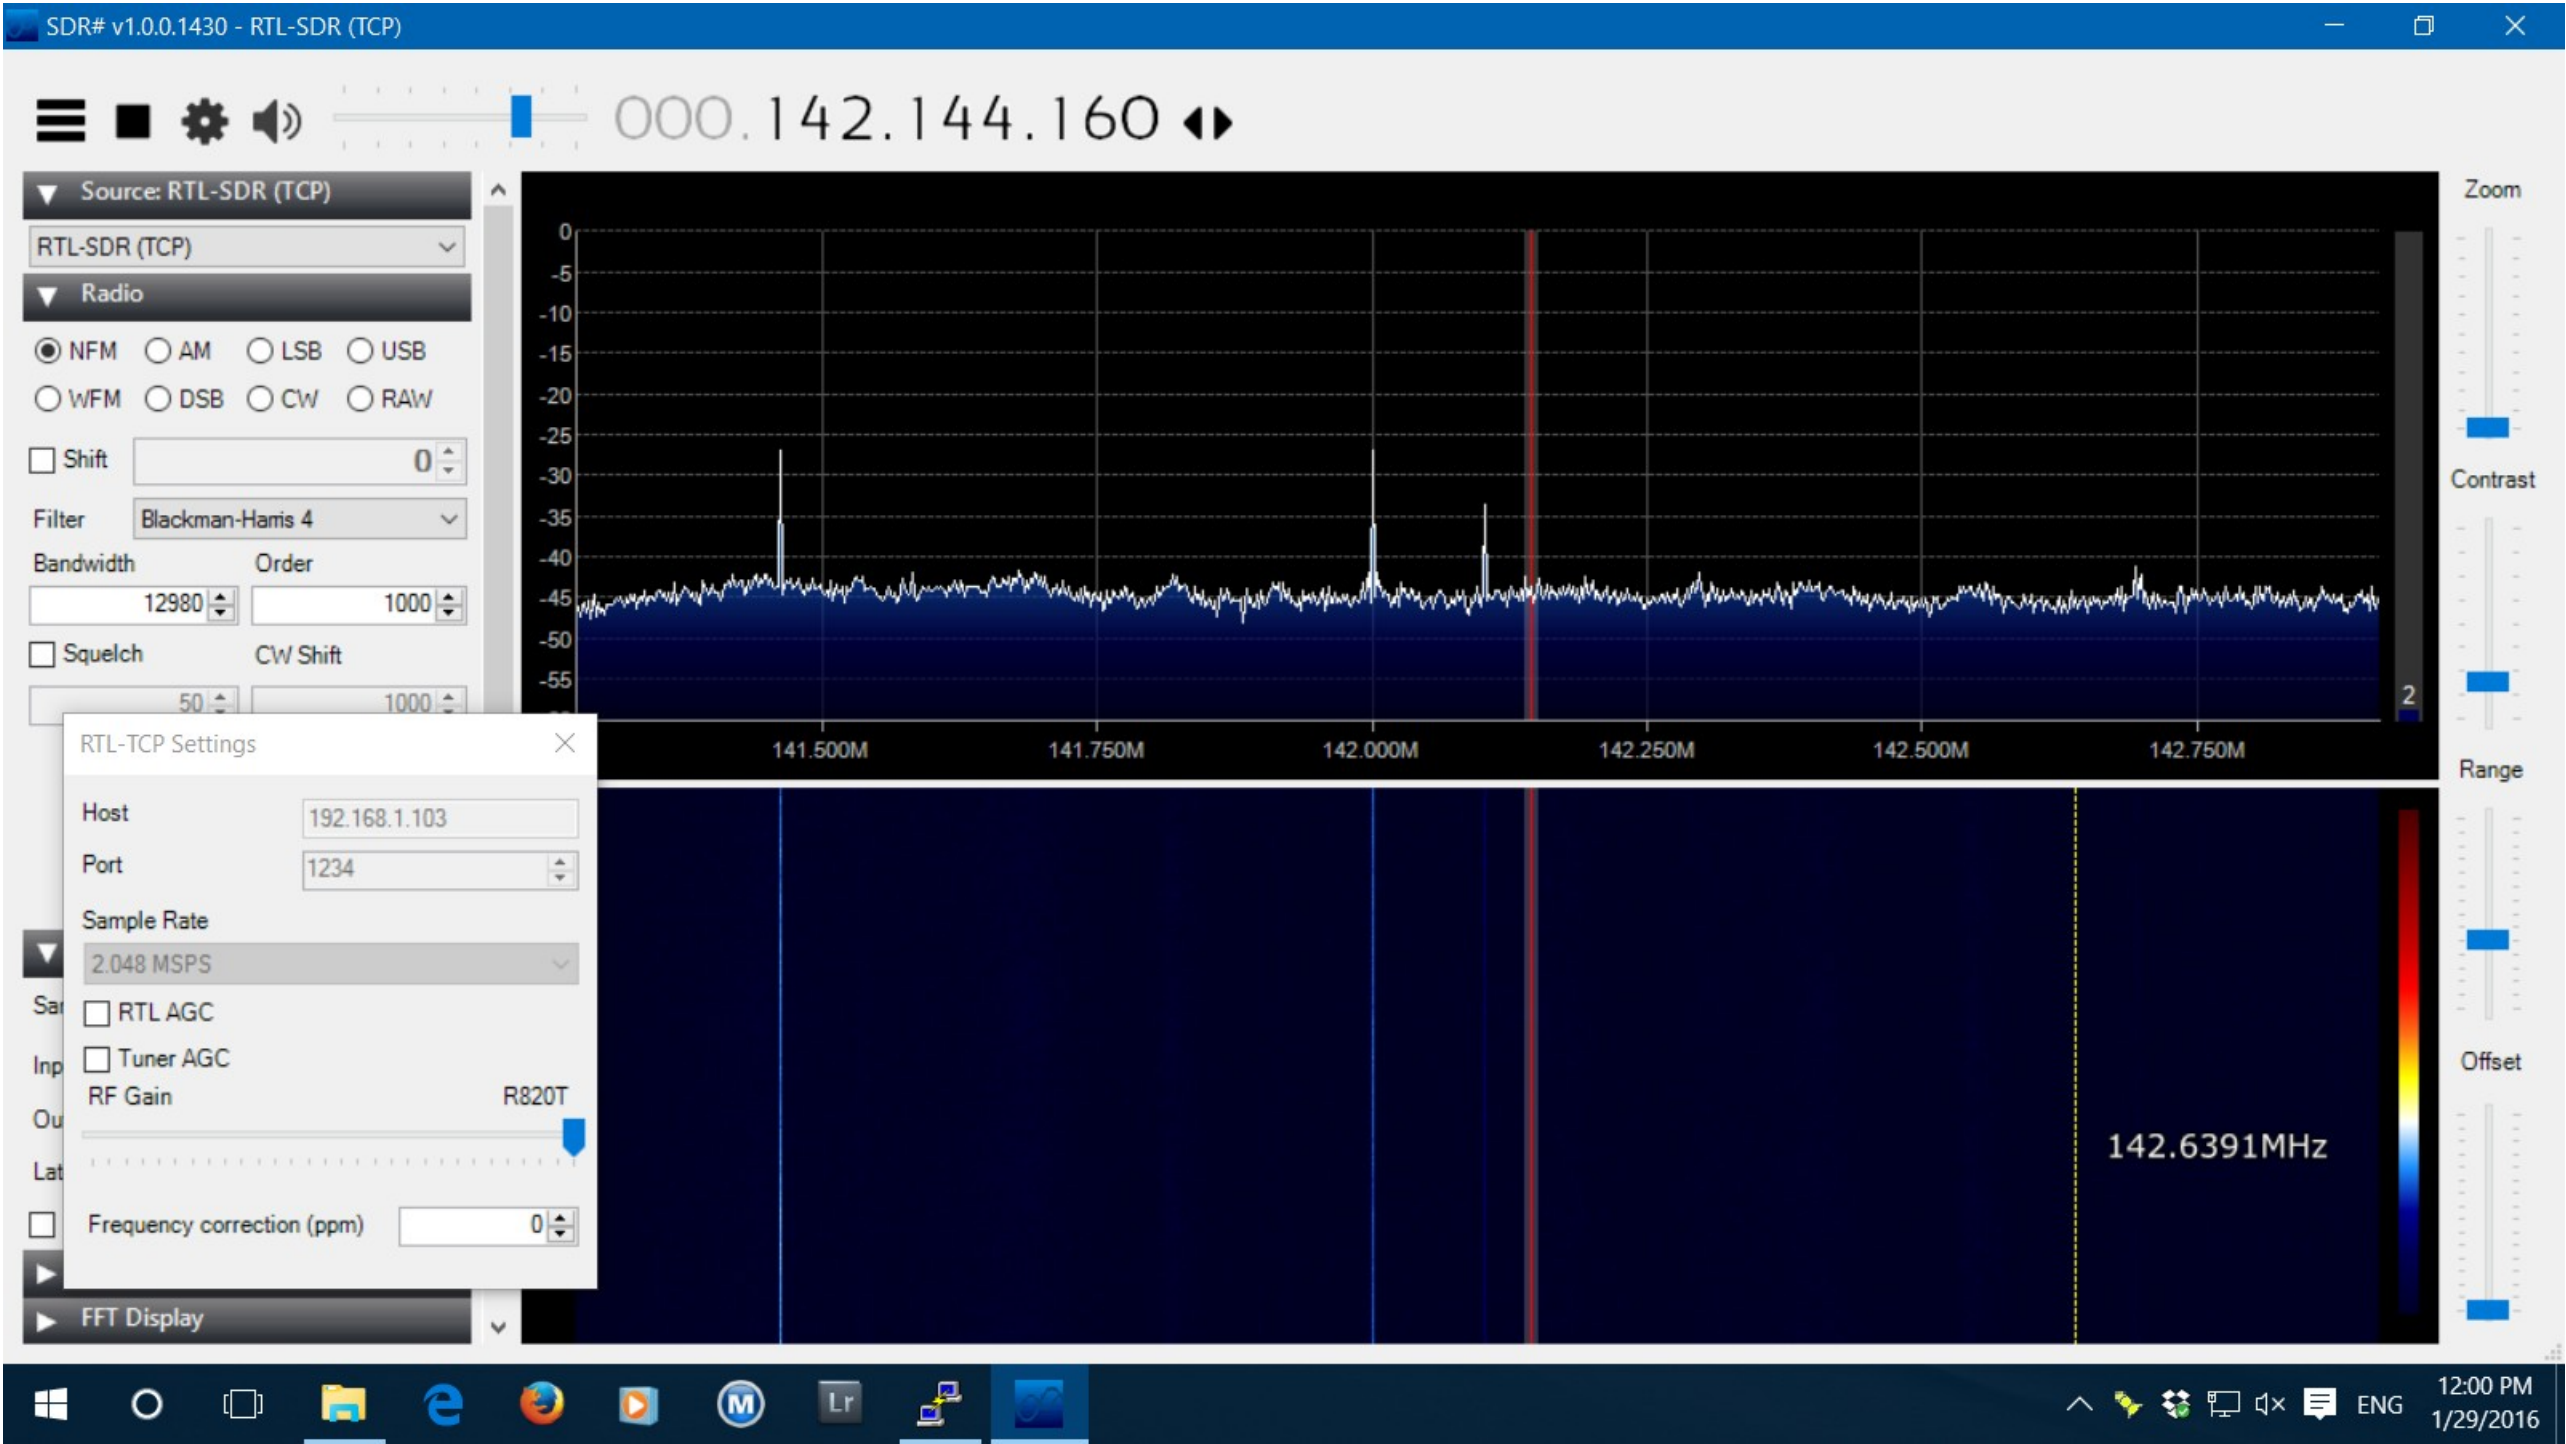 SDR# v1.0.0.1430 - RTL-SDR (TCP)
000.142.144.160
Source: RTL-SDR (TCP)
RTL-SDR (TCP)
Radio
NFM AM LSB USB
WFM DSB CW RAW
Shift 0
Filter Blackman-Harris 4
Bandwidth Order
12980 1000
Squelch CW Shift
50 1000
RTL-TCP Settings
Host 192.168.1.103
Port 1234
Sample Rate
2.048 MSPS
RTL AGC
Tuner AGC
RF Gain R820T
Frequency correction (ppm) 0
Sar
Inp
Ou
Lat
FFT Display
0
-5
-10
-15
-20
-25
-30
-35
-40
-45
-50
-55
141.500M 141.750M 142.000M 142.250M 142.500M 142.750M
2
142.6391MHz
Zoom
Contrast
Range
Offset
Lr
M
ENG
12:00 PM
1/29/2016